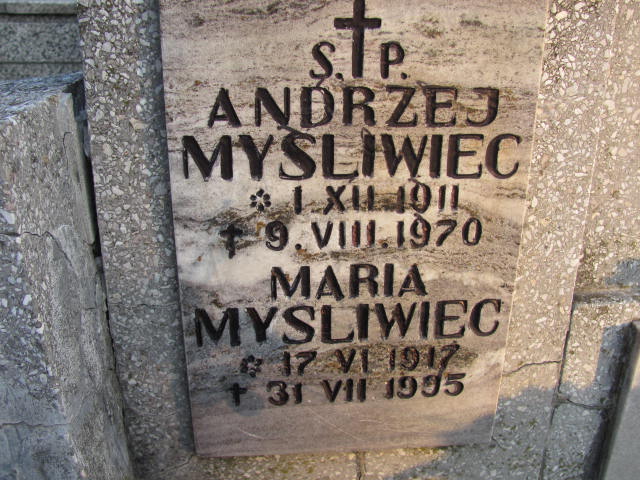 Ś. P.
ANDRZEJ
MYŚLIWIEC
* 1 XII 1911
† 9. VIII. 1970
MARIA
MYŚLIWIEC
* 17 VI 1917
† 31 VII 1995